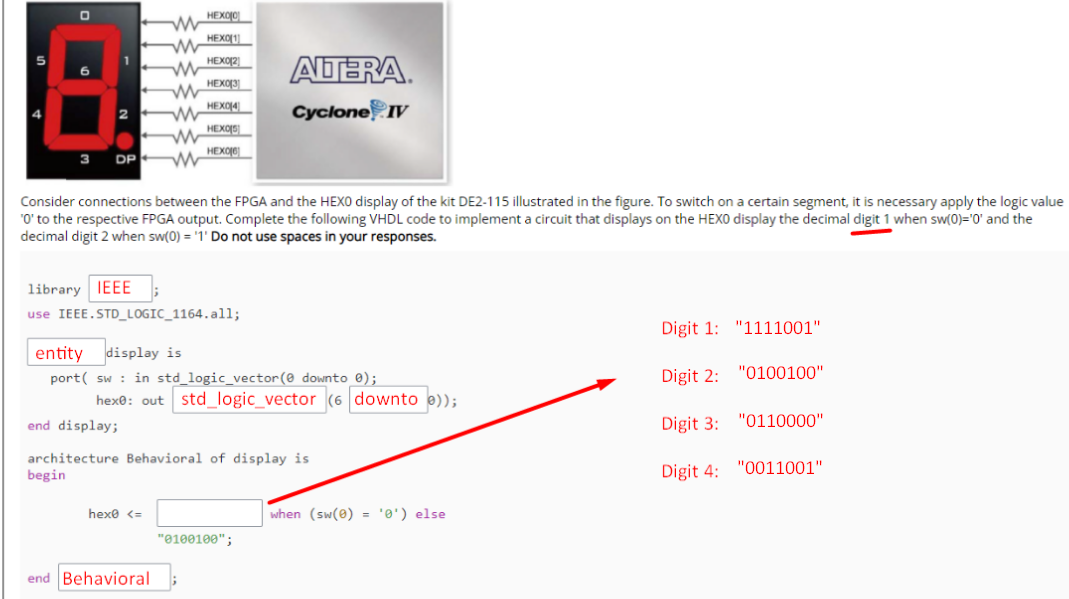 0
HEX0[0]
HEX0[1]
5
1
HEX0[2]
6
HEX0[3]
ALTERA.
4
2
HEX0[4]
Cyclone IV
HEX0[5]
3
DP
HEX0[6]
Consider connections between the FPGA and the HEX0 display of the kit DE2-115 illustrated in the figure. To switch on a certain segment, it is necessary apply the logic value
'0' to the respective FPGA output. Complete the following VHDL code to implement a circuit that displays on the HEX0 display the decimal digit 1 when sw(0)='0' and the
decimal digit 2 when sw(0) = '1' Do not use spaces in your responses.
library IEEE ;
use IEEE.STD_LOGIC_1164.all;
entity display is
port( sw : in std_logic_vector(0 downto 0);
hex0: out std_logic_vector (6 downto 0));
end display;
architecture Behavioral of display is
begin
hex0 <= when (sw(0) = '0') else
"0100100";
end Behavioral ;
Digit 1: "1111001"
Digit 2: "0100100"
Digit 3: "0110000"
Digit 4: "0011001"